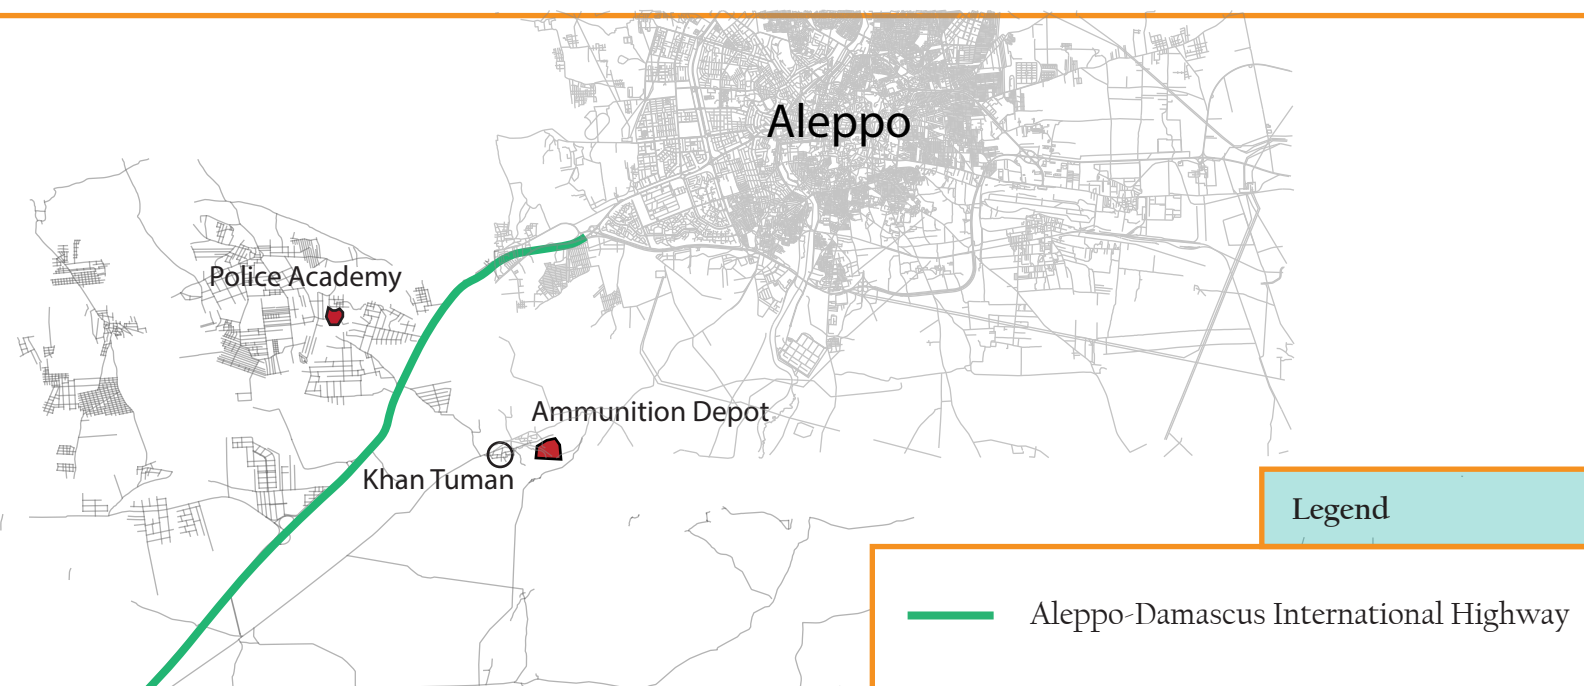 Aleppo
Police Academy
Ammunition Depot
Khan Tuman
Legend
Aleppo-Damascus International Highway